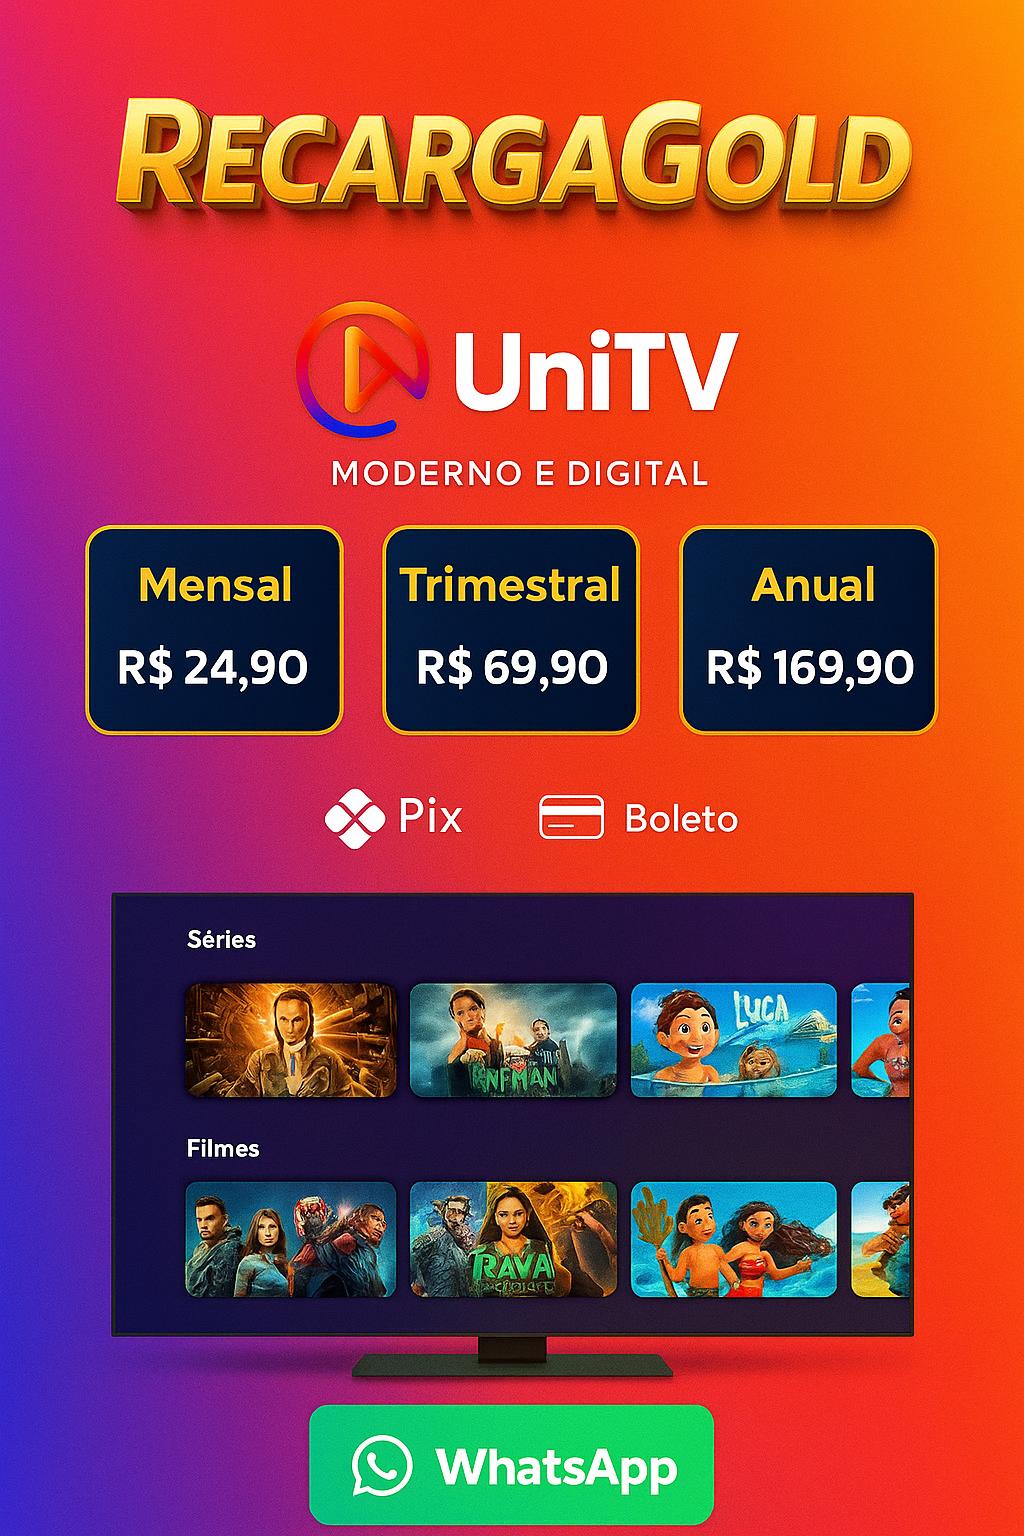 RECARGAGOLD
UniTV
MODERNO E DIGITAL
Mensal
R$ 24,90
Trimestral
R$ 69,90
Anual
R$ 169,90
Pix
Boleto
Séries
LUCA
Filmes
WhatsApp